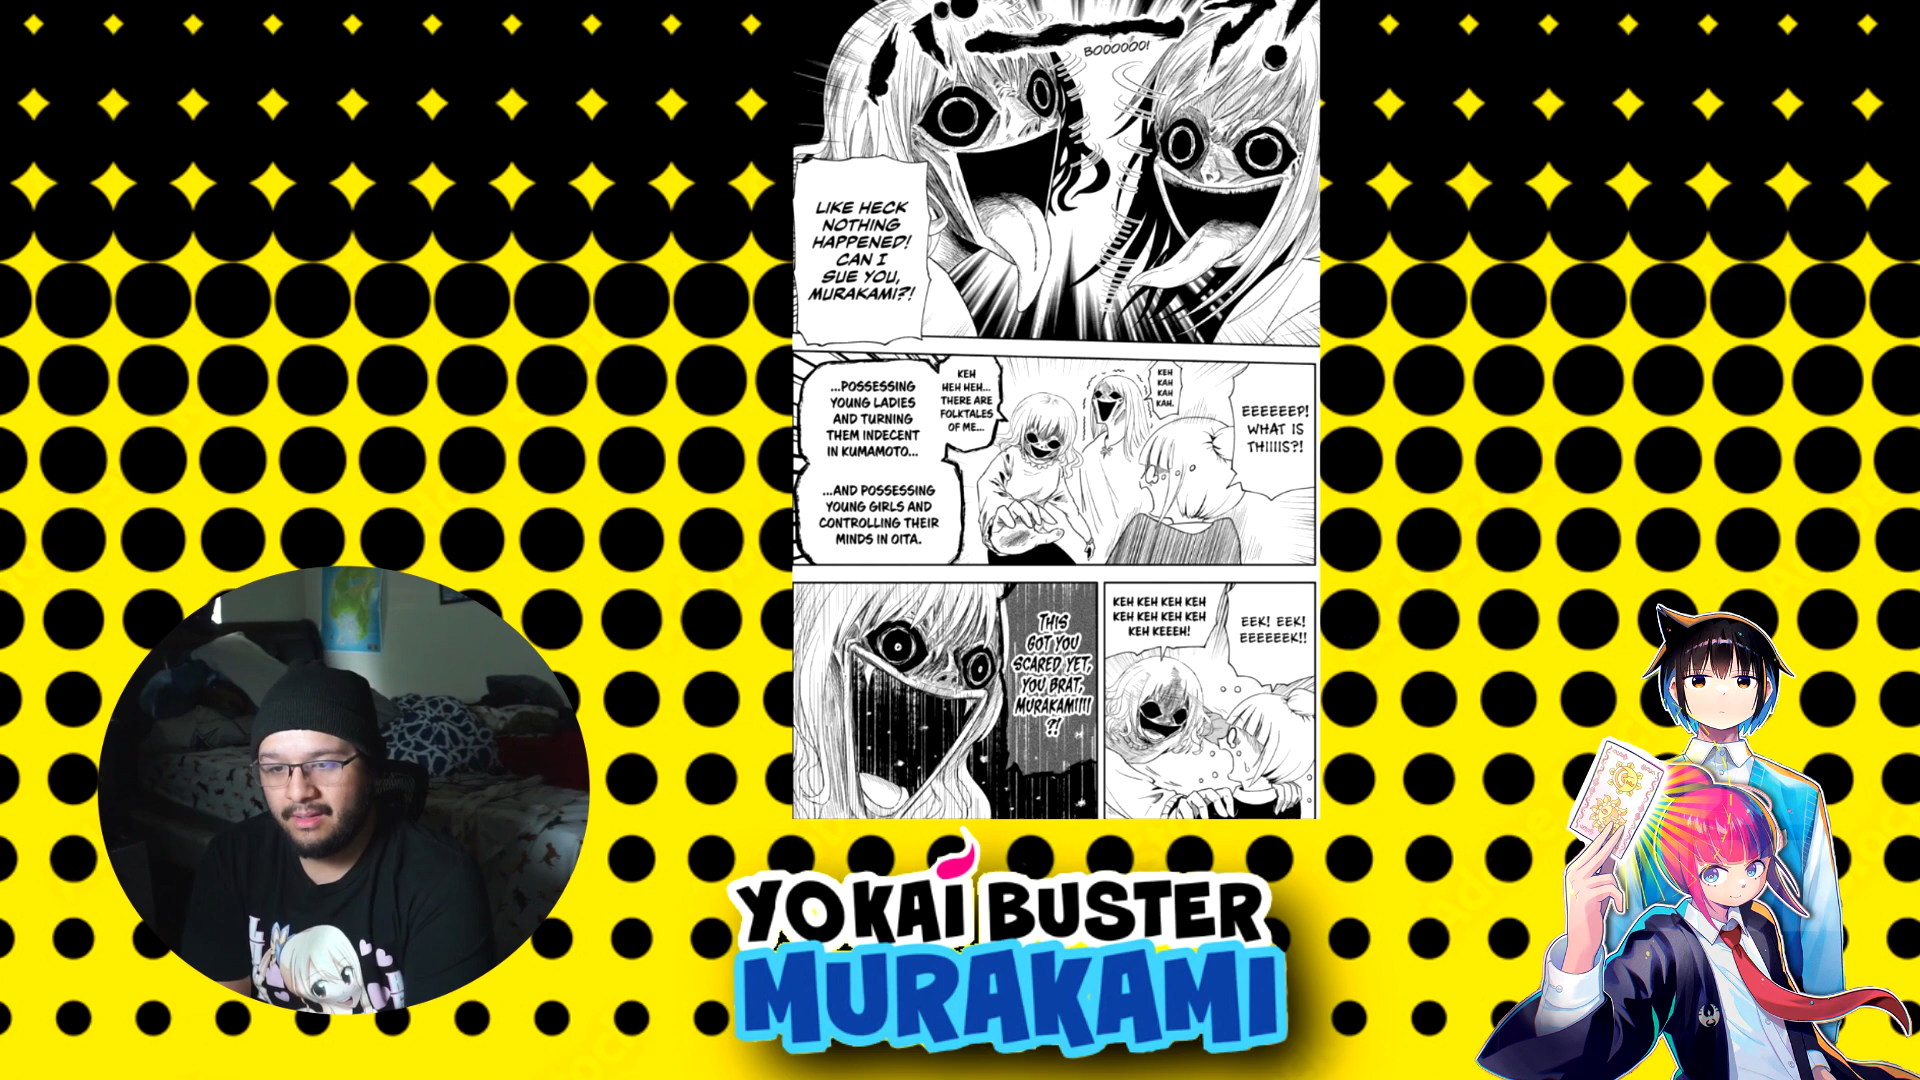 BOOOOOO!
LIKE HECK
NOTHING
HAPPENED!
CAN I
SUE YOU,
MURAKAMI?!
KEH
HEH HEH...
THERE ARE
FOLKTALES
OF ME...
...POSSESSING
YOUNG LADIES
AND TURNING
THEM INDECENT
IN KUMAMOTO...
...AND POSSESSING
YOUNG GIRLS AND
CONTROLLING THEIR
MINDS IN OITA.
KEH
KAH
KAH
KAH.
EEEEEEP!
WHAT IS
THIIIIS?!
THIS
GOT YOU
SCARED YET,
YOU BRAT,
MURAKAMIIII
?!
KEH KEH KEH KEH
KEH KEH KEH KEH
KEH KEEEH!
EEK! EEK!
EEEEEEK!!
YOKAI BUSTER
MURAKAMI